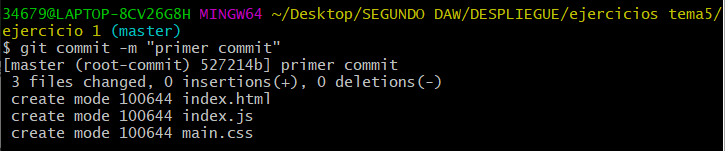 34679@LAPTOP-8CV26G8H MINGW64 ~/Desktop/SEGUNDO DAW/DESPLIEGUE/ejercicios tema5/
ejercicio 1 (master)
$ git commit -m "primer commit"
[master (root-commit) 527214b] primer commit
 3 files changed, 0 insertions(+), 0 deletions(-)
 create mode 100644 index.html
 create mode 100644 index.js
 create mode 100644 main.css